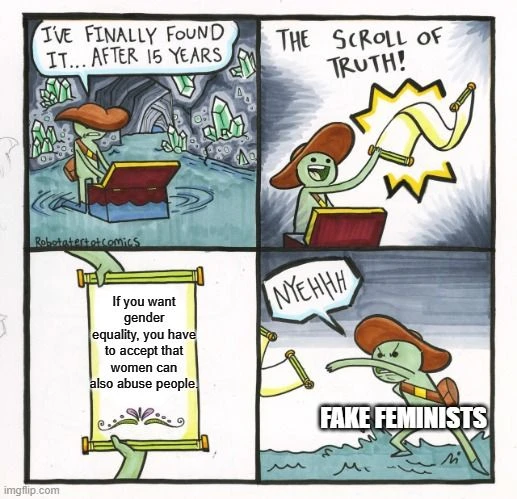 I'VE FINALLY FOUND
IT... AFTER 15 YEARS
THE SCROLL OF
TRUTH!
Robotatertotcomics
If you want
gender
equality, you have
to accept that
women can
also abuse people.
NYEHHH
FAKE FEMINISTS
imgflip.com